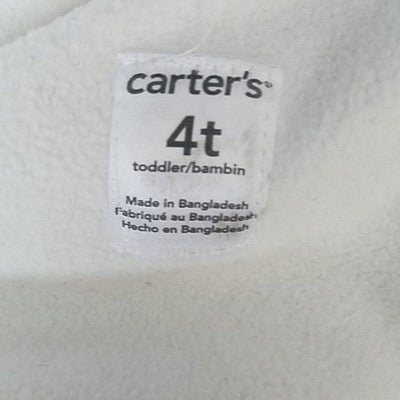 carter's
4t
toddler/bambin
Made in Bangladesh
Fabriqué au Bangladesh
Hecho en Bangladesh